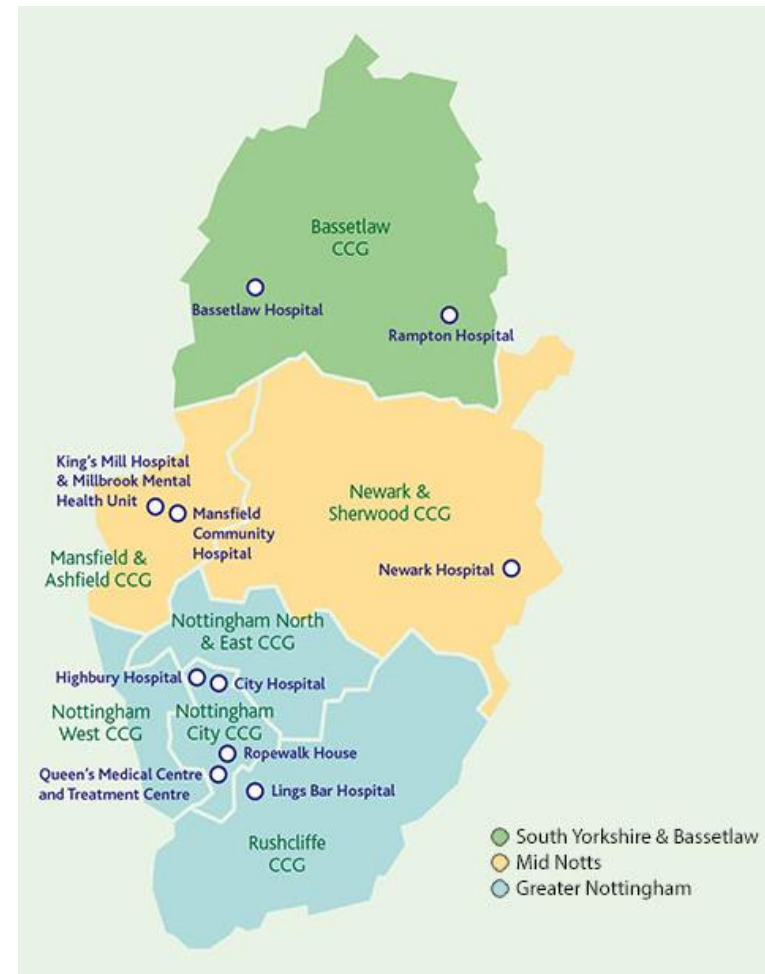 Bassetlaw
CCG
Bassetlaw Hospital
Rampton Hospital
King's Mill Hospital
& Millbrook Mental
Health Unit
Mansfield
Community
Hospital
Newark &
Sherwood CCG
Mansfield &
Ashfield CCG
Newark Hospital
Nottingham North
& East CCG
Highbury Hospital
City Hospital
Nottingham
West CCG
Nottingham
City CCG
Ropewalk House
Queen's Medical Centre
and Treatment Centre
Lings Bar Hospital
Rushcliffe
CCG
South Yorkshire & Bassetlaw
Mid Notts
Greater Nottingham